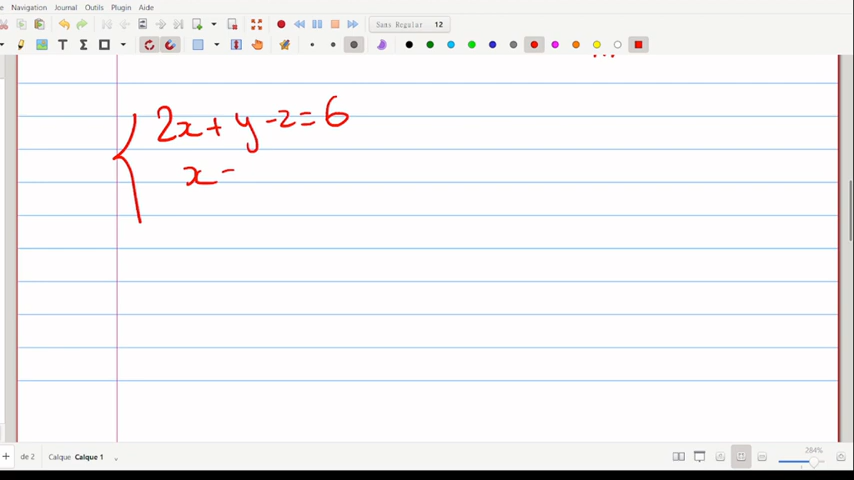 Navigation Journal Outils Plugin Aide
Sans Regular 12
2x + y - z = 6
x -
de 2 Calque Calque 1 284%